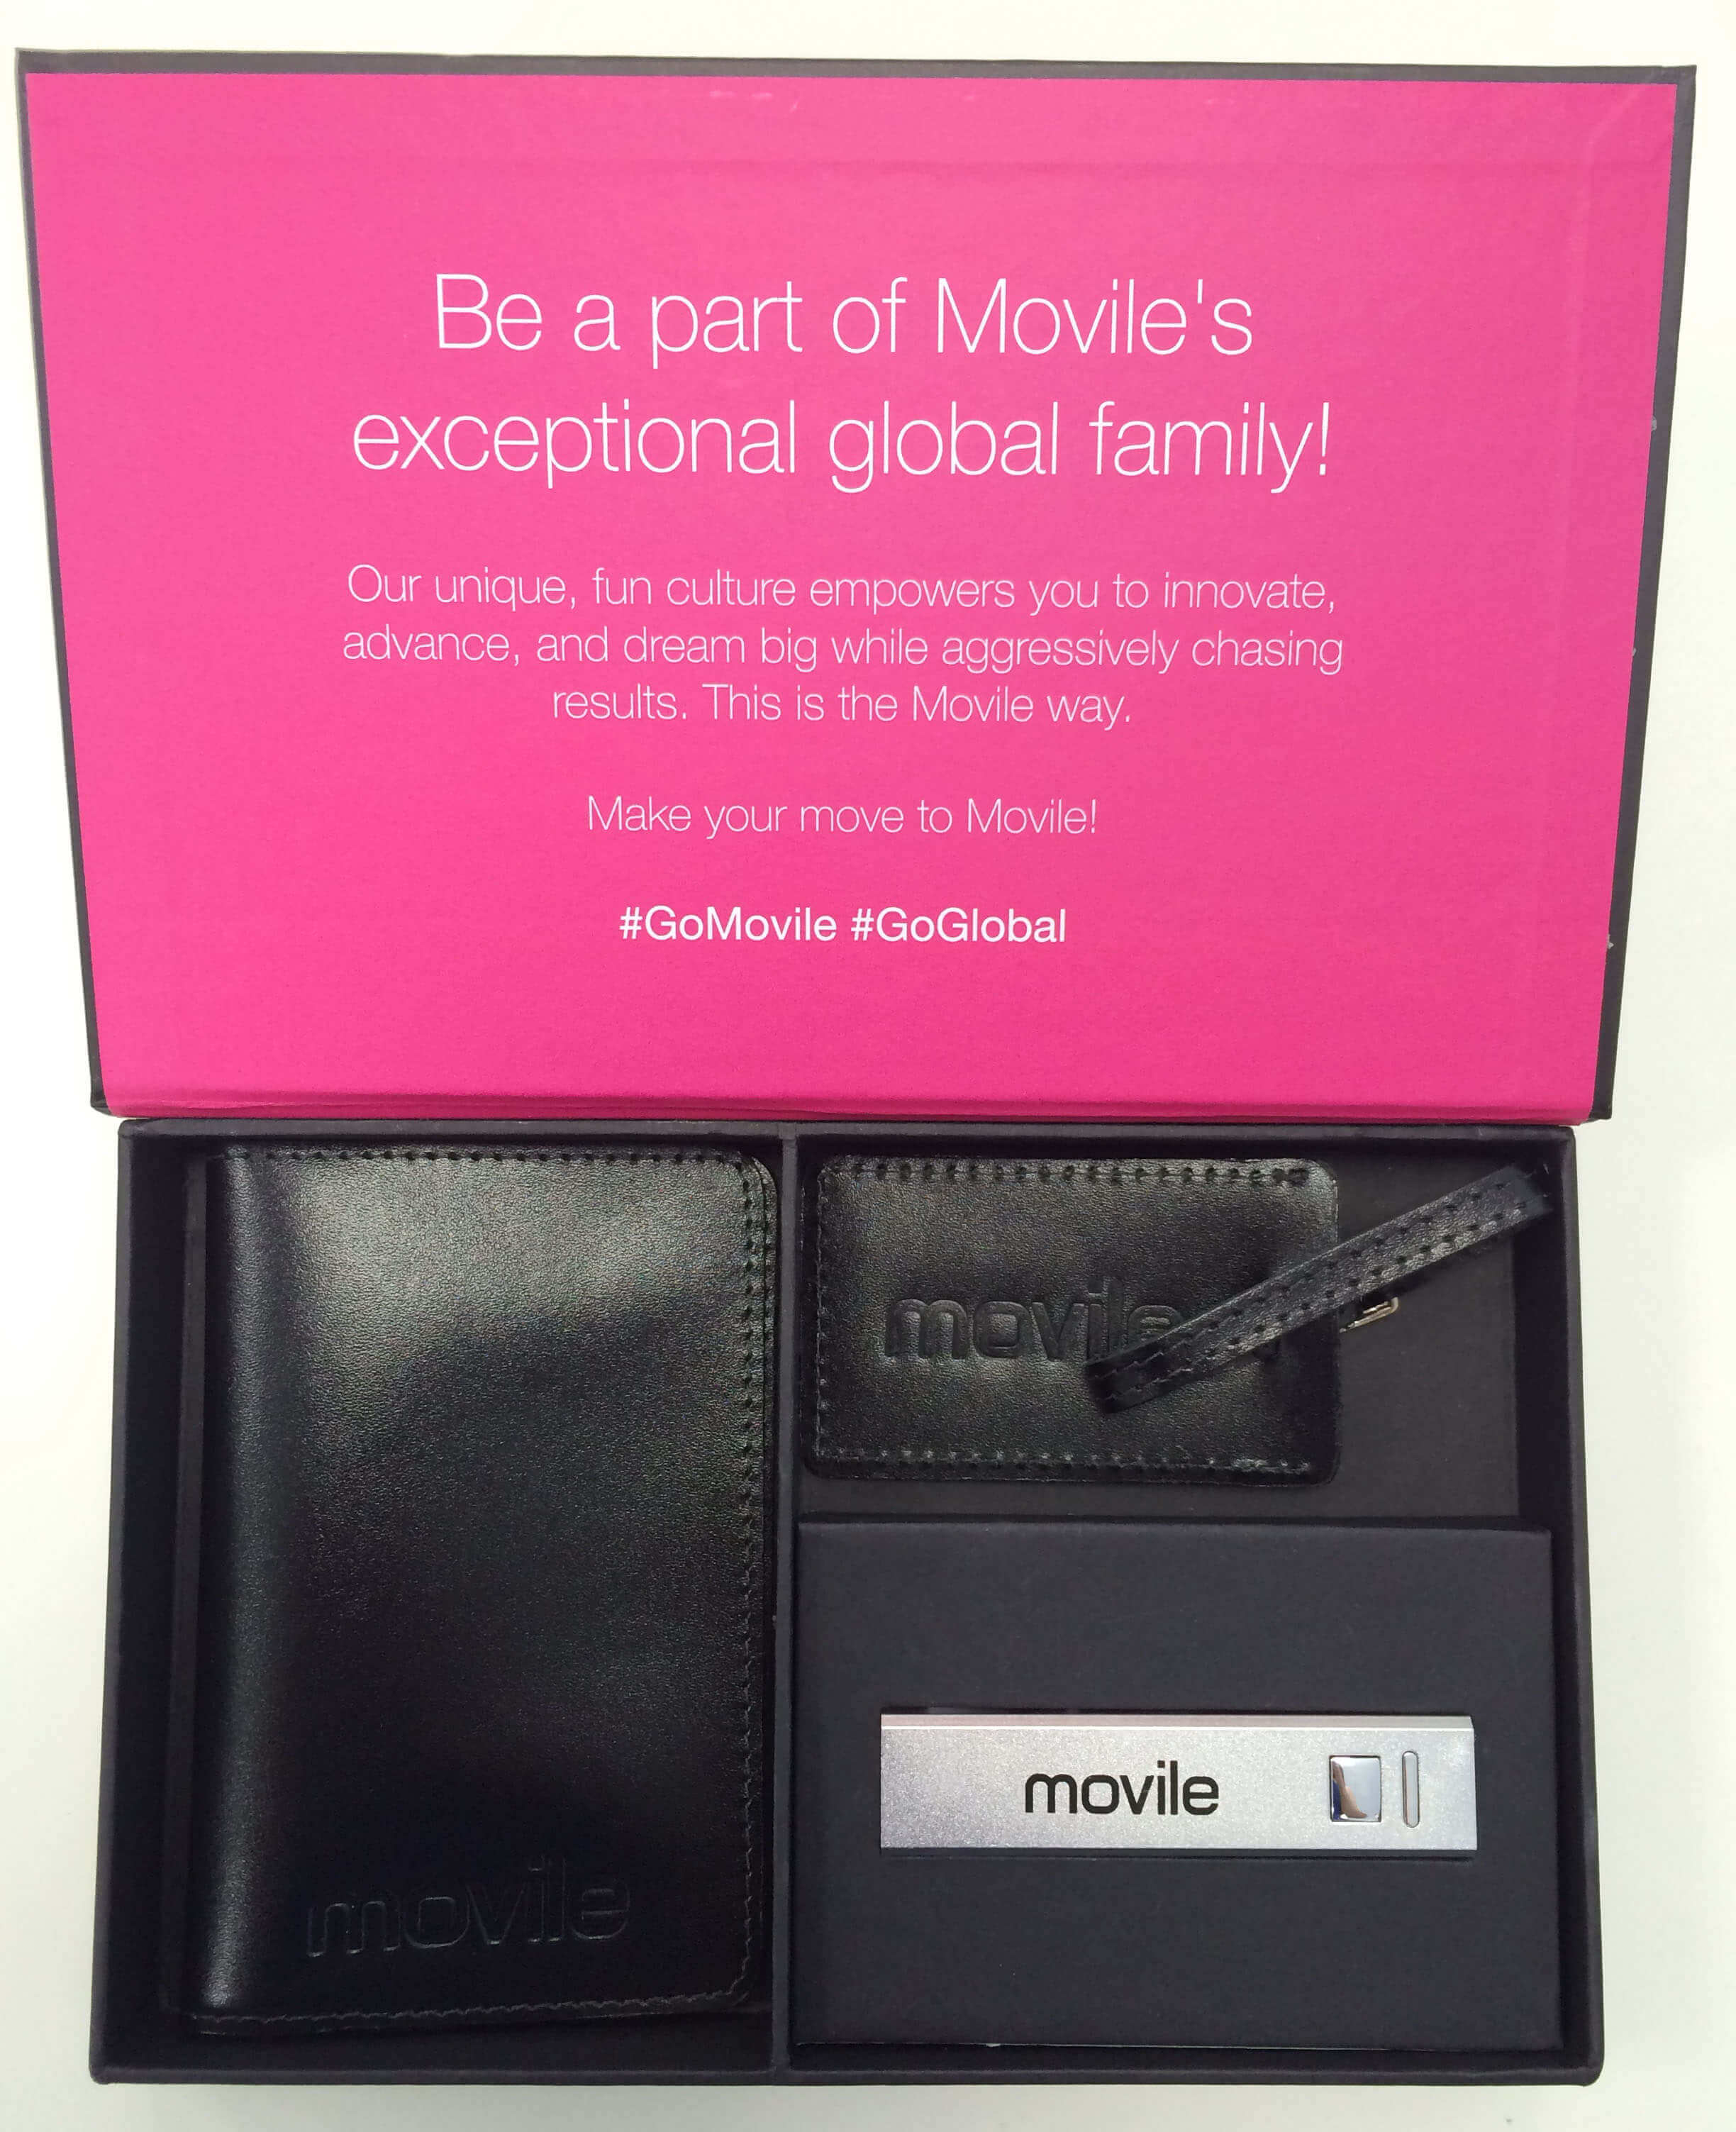 Be a part of Movile's
exceptional global family!
Our unique, fun culture empowers you to innovate,
advance, and dream big while aggressively chasing
results. This is the Movile way.
Make your move to Movile!
#GoMovile #GoGlobal
movile
movile
movile